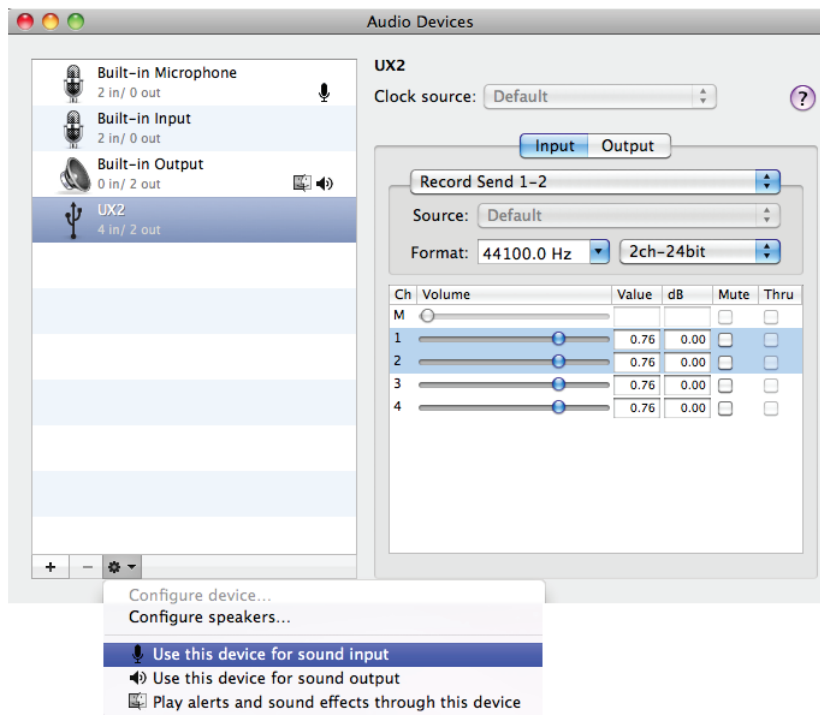 Audio Devices
Built-in Microphone
2 in/ 0 out
Built-in Input
2 in/ 0 out
Built-in Output
0 in/ 2 out
UX2
4 in/ 2 out
+ −
UX2
Clock source: Default
?
Input Output
Record Send 1-2
Source: Default
Format: 44100.0 Hz 2ch-24bit
Ch Volume Value dB Mute Thru
M
1 0.76 0.00
2 0.76 0.00
3 0.76 0.00
4 0.76 0.00
Configure device...
Configure speakers...
Use this device for sound input
Use this device for sound output
Play alerts and sound effects through this device